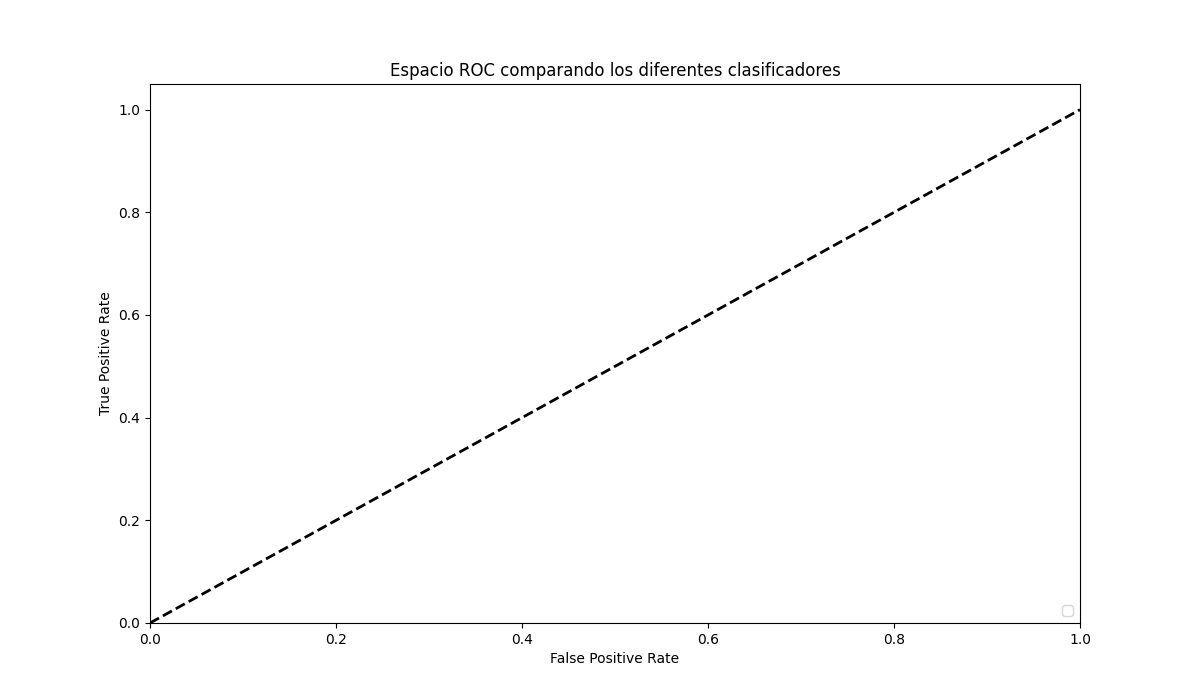 Espacio ROC comparando los diferentes clasificadores
1.0
0.8
0.6
0.4
0.2
0.0
True Positive Rate
0.0 0.2 0.4 0.6 0.8 1.0
False Positive Rate